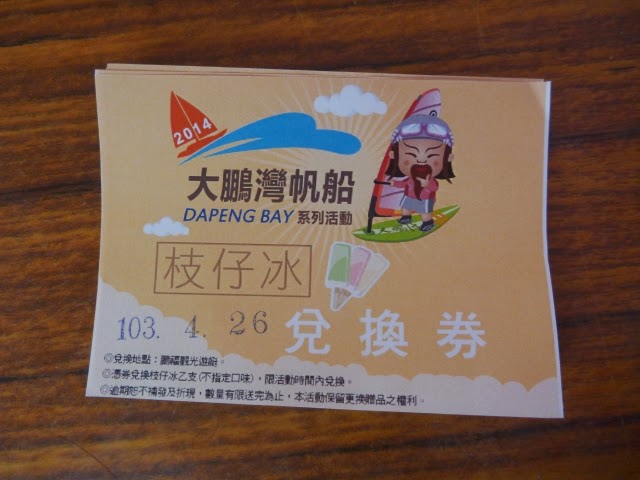 2014
大鵬灣帆船
DAPENG BAY 系列活動
枝仔冰
103. 4. 26
兌換券
◎兌換地點：鵬福觀光遊艇。
◎憑券兌換枝仔冰乙支(不指定口味)，限活動時間內兌換。
◎逾期恕不補發及折現，數量有限送完為止，本活動保留更換贈品之權利。